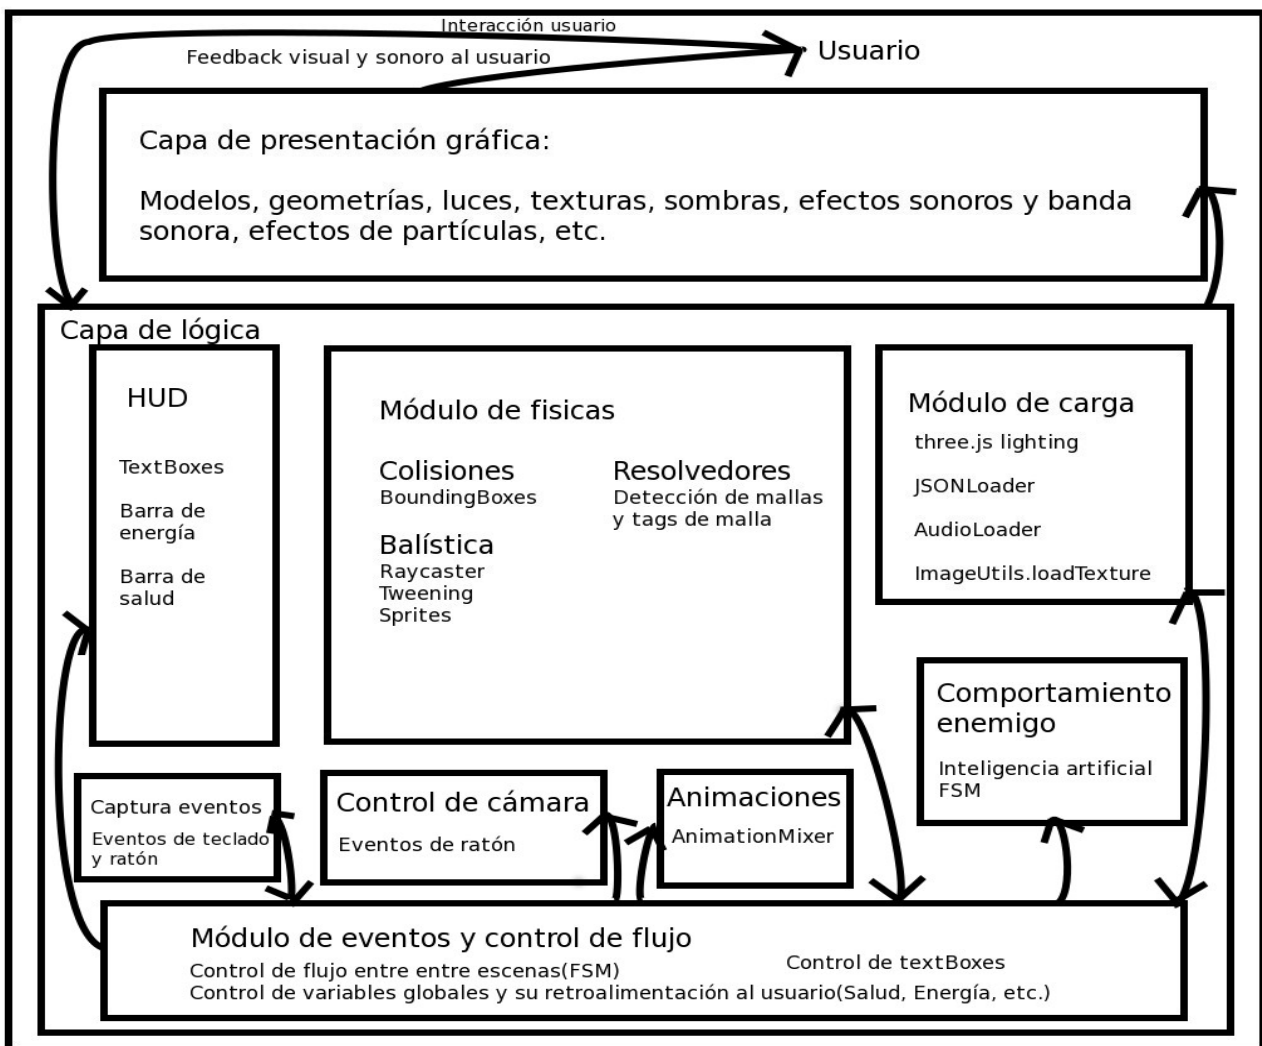 Interacción usuario
Feedback visual y sonoro al usuario
Usuario
Capa de presentación gráfica:
Modelos, geometrías, luces, texturas, sombras, efectos sonoros y banda
sonora, efectos de partículas, etc.
Capa de lógica
HUD
TextBoxes
Barra de
energía
Barra de
salud
Módulo de fisicas
Colisiones
BoundingBoxes
Balística
Raycaster
Tweening
Sprites
Resolvedores
Detección de mallas
y tags de malla
Módulo de carga
three.js lighting
JSONLoader
AudioLoader
ImageUtils.loadTexture
Comportamiento
enemigo
Inteligencia artificial
FSM
Captura eventos
Eventos de teclado
y ratón
Control de cámara
Eventos de ratón
Animaciones
AnimationMixer
Módulo de eventos y control de flujo
Control de flujo entre entre escenas(FSM)
Control de textBoxes
Control de variables globales y su retroalimentación al usuario(Salud, Energía, etc.)